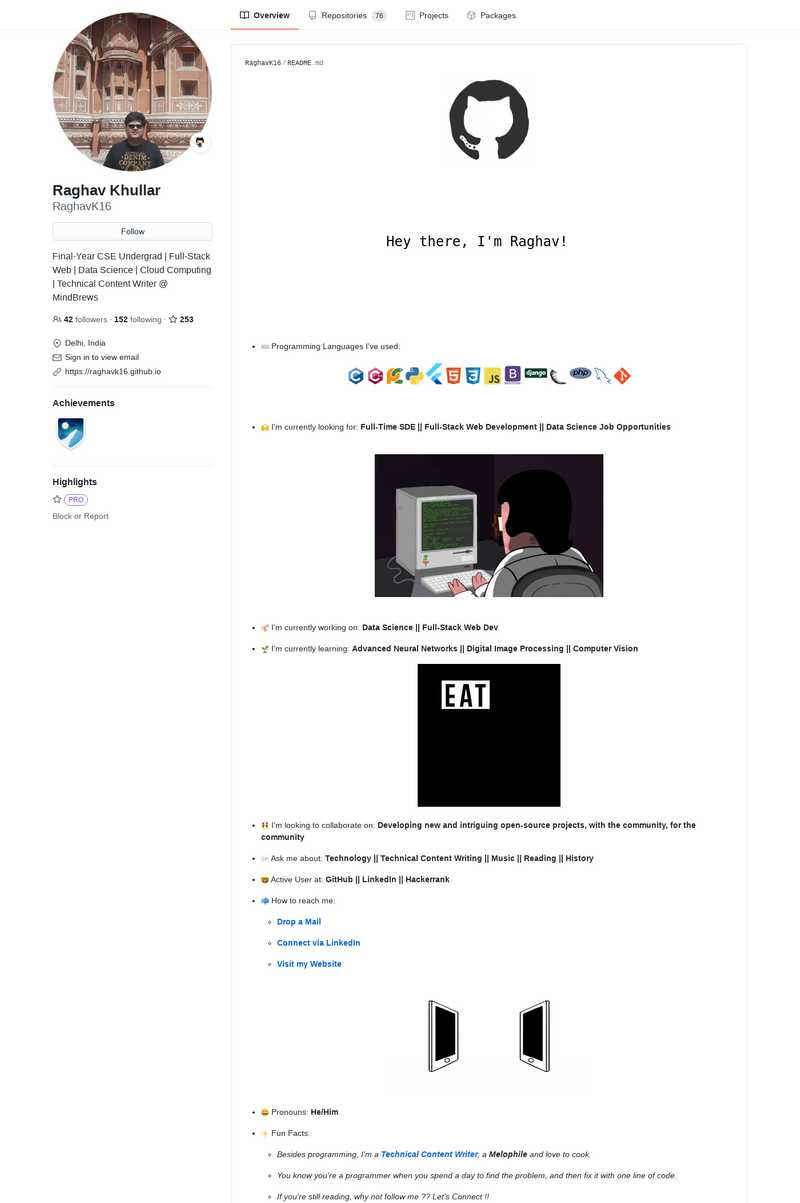 Overview
Repositories 76
Projects
Packages
DENIM
COMPANY
Raghav Khullar
RaghavK16
Follow
Final-Year CSE Undergrad | Full-Stack
Web | Data Science | Cloud Computing
| Technical Content Writer @
MindBrews
42 followers · 152 following · 253
Delhi, India
Sign in to view email
https://raghavk16.github.io
Achievements
Highlights
PRO
Block or Report
RaghavK16 / README.md
Hey there, I'm Raghav!
Programming Languages I've used:
JS
B
django
php
I'm currently looking for: Full-Time SDE || Full-Stack Web Development || Data Science Job Opportunities
I'm currently working on: Data Science || Full-Stack Web Dev
I'm currently learning: Advanced Neural Networks || Digital Image Processing || Computer Vision
EAT
I'm looking to collaborate on: Developing new and intriguing open-source projects, with the community, for the
community
Ask me about: Technology || Technical Content Writing || Music || Reading || History
Active User at: GitHub || LinkedIn || Hackerrank
How to reach me:
Drop a Mail
Connect via LinkedIn
Visit my Website
Pronouns: He/Him
Fun Facts:
Besides programming, I'm a Technical Content Writer, a Melophile and love to cook.
You know you're a programmer when you spend a day to find the problem, and then fix it with one line of code.
If you're still reading, why not follow me ?? Let's Connect !!